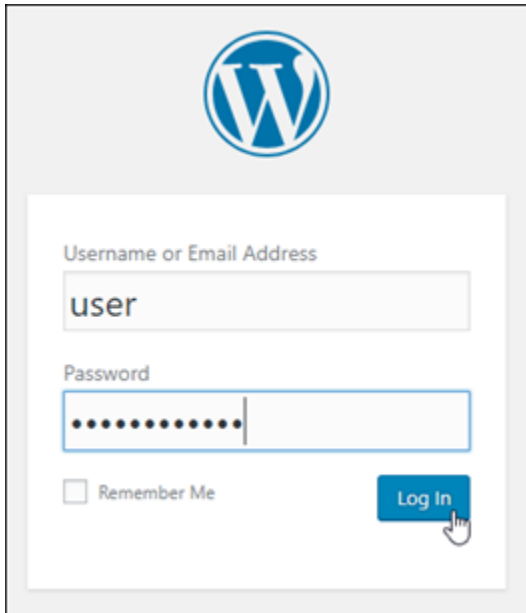 Username or Email Address
user
Password
••••••••••••
Remember Me
Log In